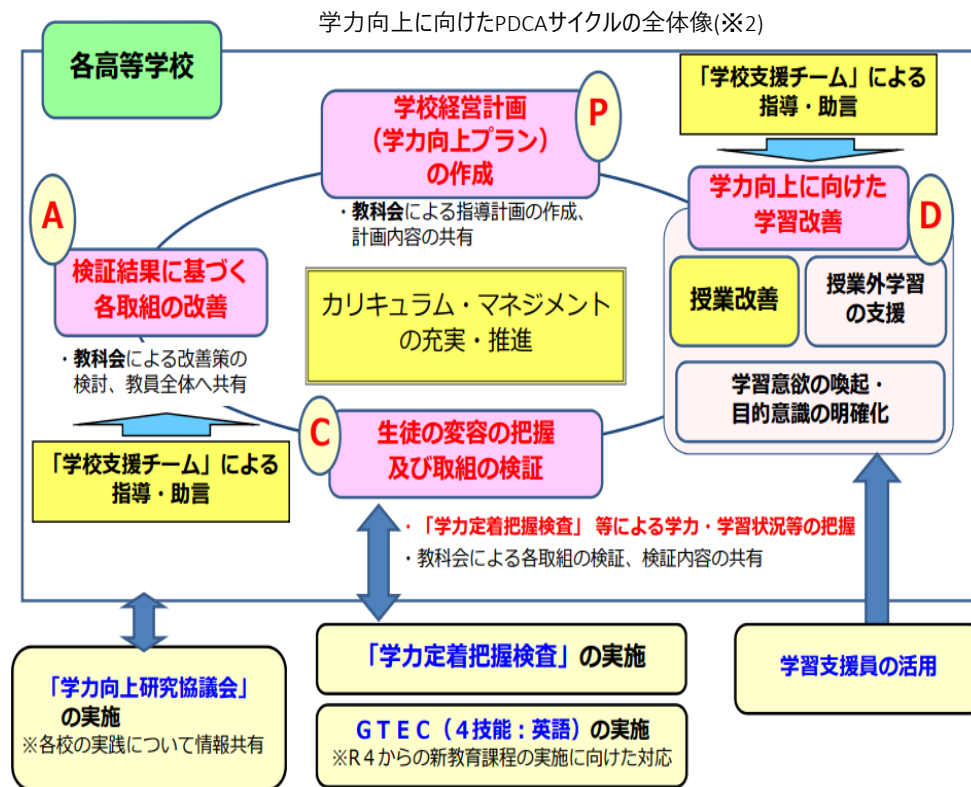 学力向上に向けたPDCAサイクルの全体像(※2)
各高等学校
「学校支援チーム」による
指導・助言
P
学校経営計画
（学力向上プラン）
の作成
・教科会による指導計画の作成、
計画内容の共有
学力向上に向けた
学習改善
D
授業改善
授業外学習
の支援
学習意欲の喚起・
目的意識の明確化
A
検証結果に基づく
各取組の改善
・教科会による改善策の
検討、教員全体へ共有
「学校支援チーム」による
指導・助言
カリキュラム・マネジメント
の充実・推進
C
生徒の変容の把握
及び取組の検証
・「学力定着把握検査」等による学力・学習状況等の把握
・教科会による各取組の検証、検証内容の共有
「学力向上研究協議会」
の実施
※各校の実践について情報共有
「学力定着把握検査」の実施
ＧＴＥＣ（４技能：英語）の実施
※R４からの新教育課程の実施に向けた対応
学習支援員の活用